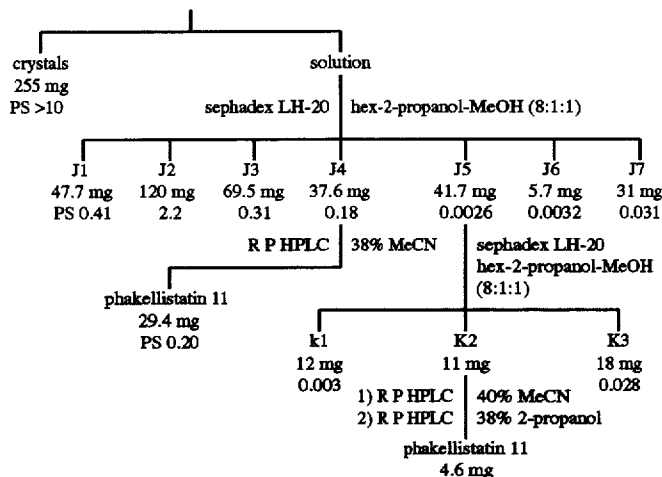 crystals
255 mg
PS >10
solution
sephadex LH-20 hex-2-propanol-MeOH (8:1:1)
J1 J2 J3 J4 J5 J6 J7
47.7 mg 120 mg 69.5 mg 37.6 mg 41.7 mg 5.7 mg 31 mg
PS 0.41 2.2 0.31 0.18 0.0026 0.0032 0.031
R P HPLC 38% MeCN
sephadex LH-20
hex-2-propanol-MeOH
(8:1:1)
phakellistatin 11
29.4 mg
PS 0.20
k1 K2 K3
12 mg 11 mg 18 mg
0.003 0.028
1) R P HPLC 40% MeCN
2) R P HPLC 38% 2-propanol
phakellistatin 11
4.6 mg